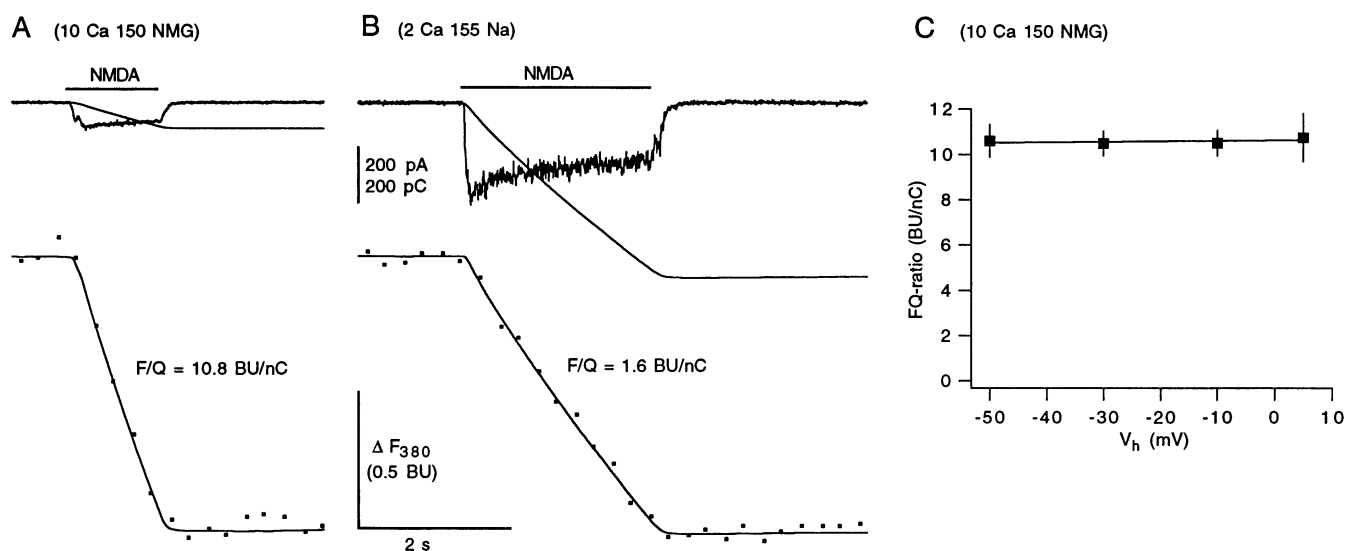 A (10 Ca 150 NMG)
NMDA
F/Q = 10.8 BU/nC
B (2 Ca 155 Na)
NMDA
200 pA
200 pC
F/Q = 1.6 BU/nC
Δ F380
(0.5 BU)
2 s
C (10 Ca 150 NMG)
FQ-ratio (BU/nC)
12
10
8
6
4
2
0
-50 -40 -30 -20 -10 0 10
Vh (mV)